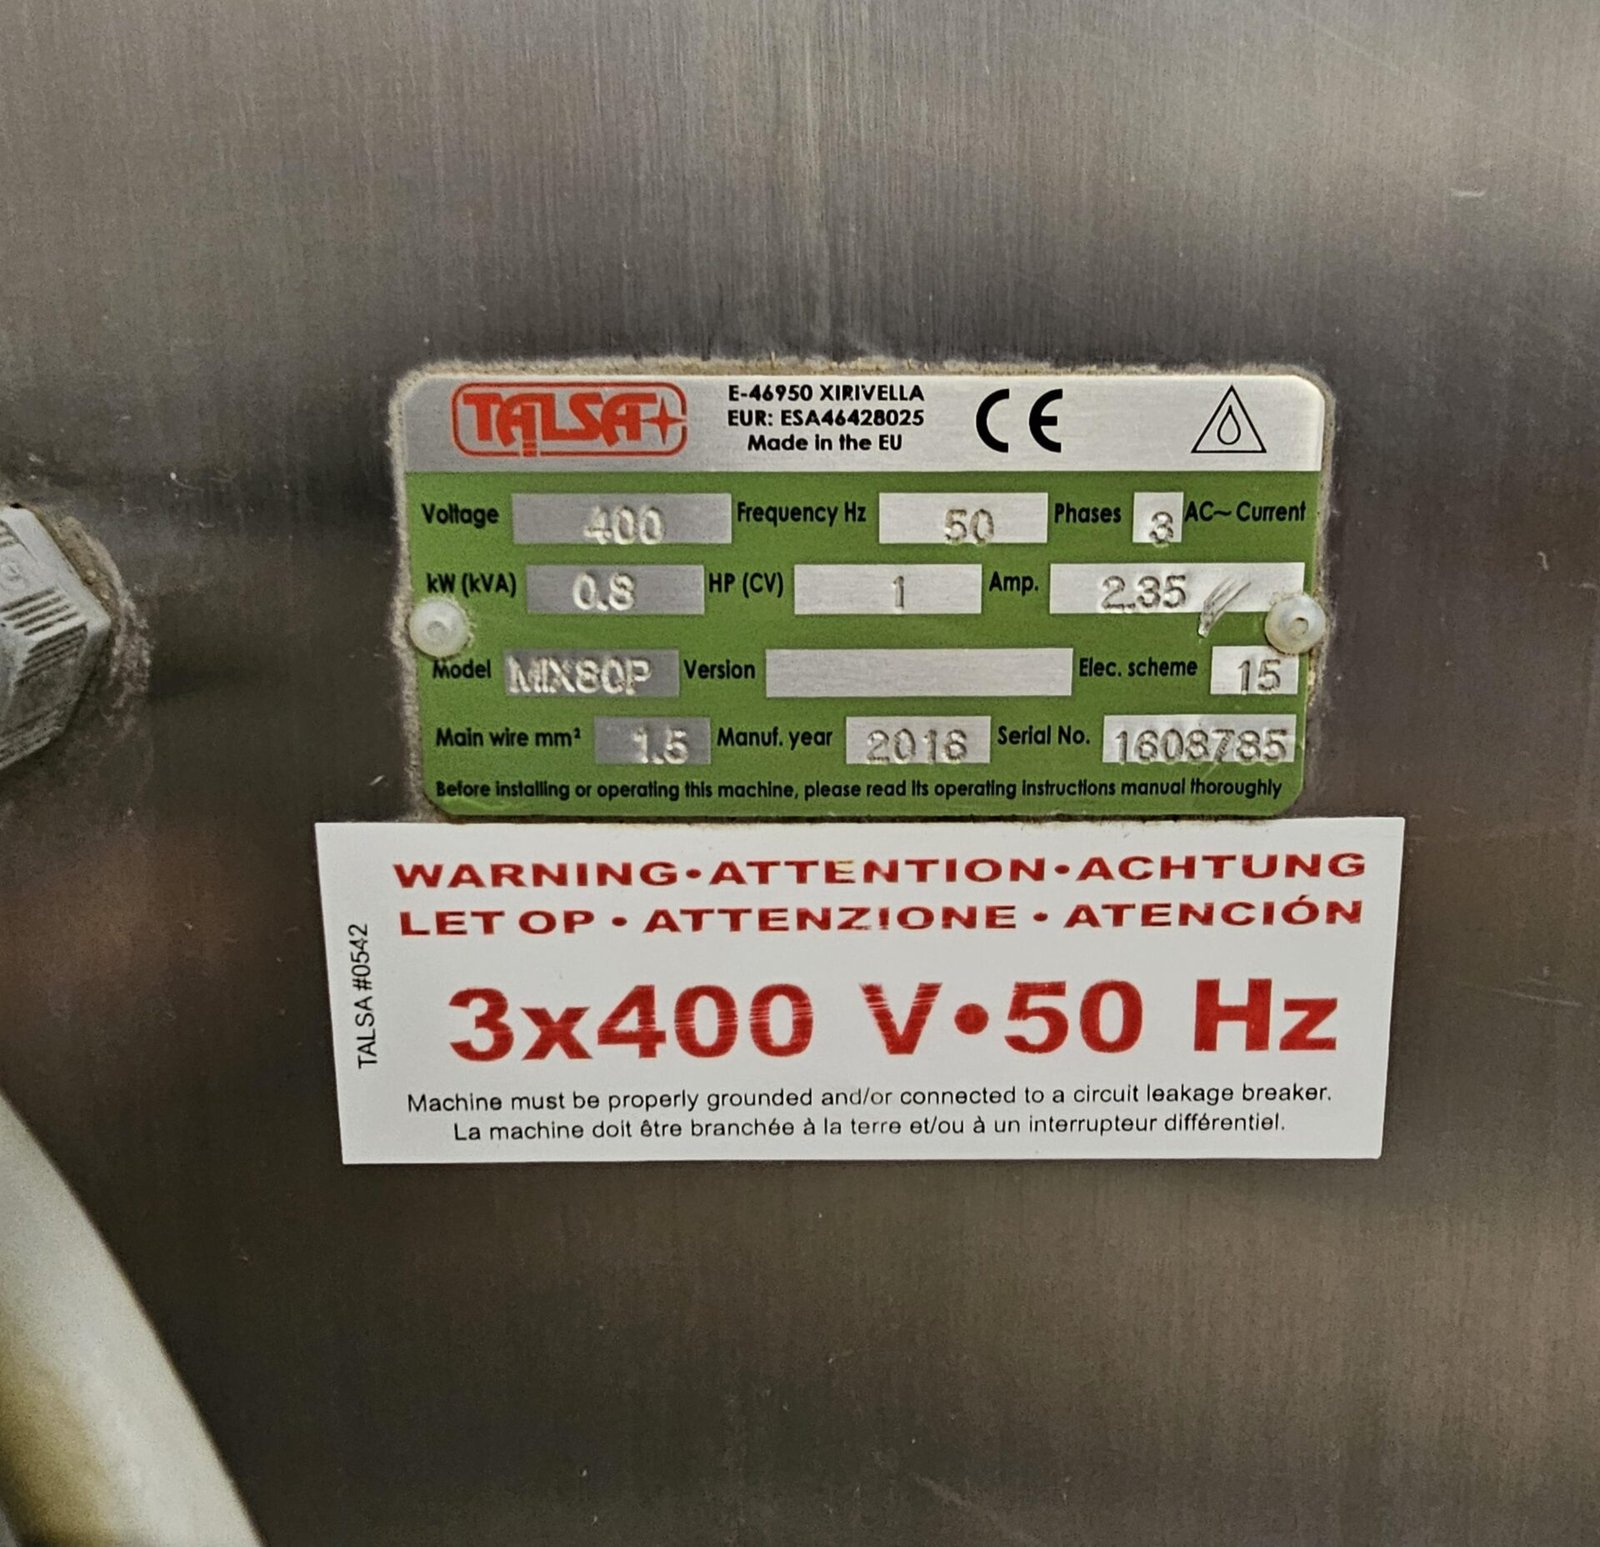 TALSA
E-46950 XIRIVELLA
EUR: ESA46428025
Made in the EU
CE
Voltage 400 Frequency Hz 50 Phases 3 AC~ Current
kW (kVA) 0.8 HP (CV) 1 Amp. 2.35
Model MIX80P Version Elec. scheme 15
Main wire mm² 1.5 Manuf. year 2016 Serial No. 1608785
Before installing or operating this machine, please read its operating instructions manual thoroughly
WARNING•ATTENTION•ACHTUNG
LET OP • ATTENZIONE • ATENCIÓN
TALSA #0542
3x400 V•50 Hz
Machine must be properly grounded and/or connected to a circuit leakage breaker.
La machine doit être branchée à la terre et/ou à un interrupteur différentiel.